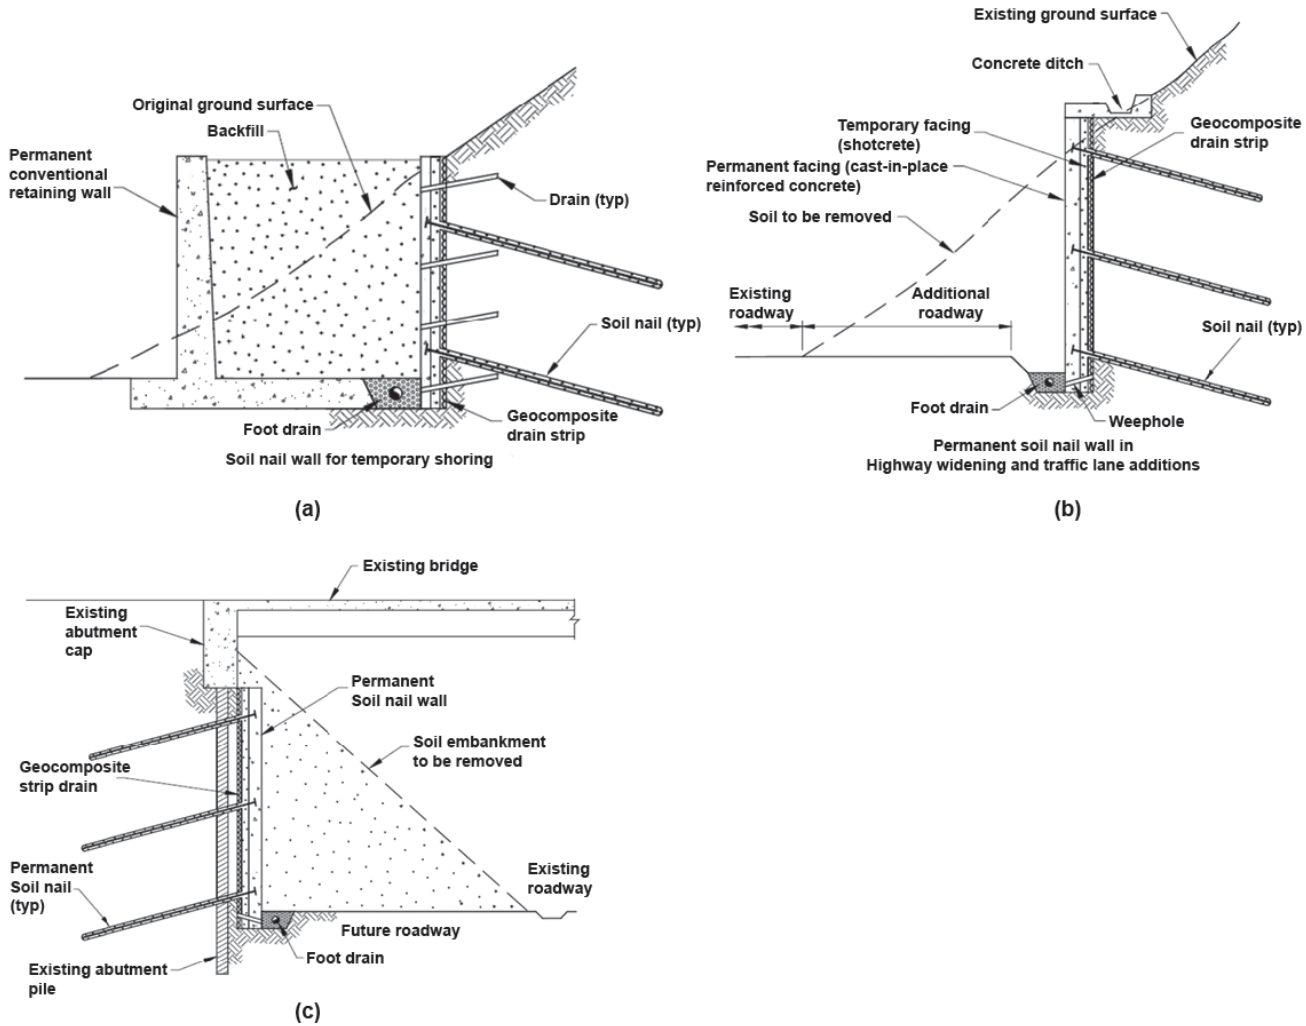 Original ground surface
Backfill
Permanent
conventional
retaining wall
Drain (typ)
Soil nail (typ)
Geocomposite
drain strip
Foot drain
Soil nail wall for temporary shoring
(a)
Existing ground surface
Concrete ditch
Temporary facing
(shotcrete)
Geocomposite
drain strip
Permanent facing (cast-in-place
reinforced concrete)
Soil to be removed
Existing
roadway
Additional
roadway
Soil nail (typ)
Foot drain
Weephole
Permanent soil nail wall in
Highway widening and traffic lane additions
(b)
Existing bridge
Existing
abutment
cap
Permanent
Soil nail wall
Soil embankment
to be removed
Geocomposite
strip drain
Permanent
Soil nail
(typ)
Existing
roadway
Future roadway
Foot drain
Existing abutment
pile
(c)